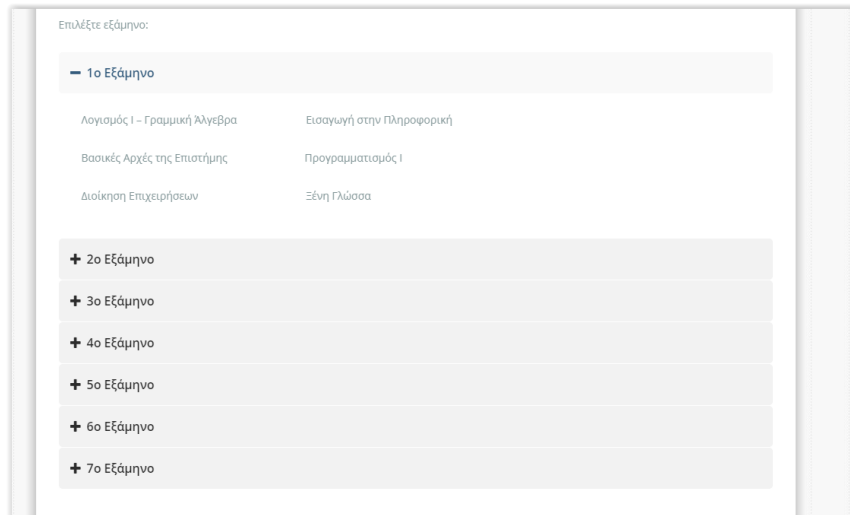 Επιλέξτε εξάμηνο:
1ο Εξάμηνο
Λογισμός Ι – Γραμμική Άλγεβρα Εισαγωγή στην Πληροφορική
Βασικές Αρχές της Επιστήμης Προγραμματισμός Ι
Διοίκηση Επιχειρήσεων Ξένη Γλώσσα
2ο Εξάμηνο
3ο Εξάμηνο
4ο Εξάμηνο
5ο Εξάμηνο
6ο Εξάμηνο
7ο Εξάμηνο